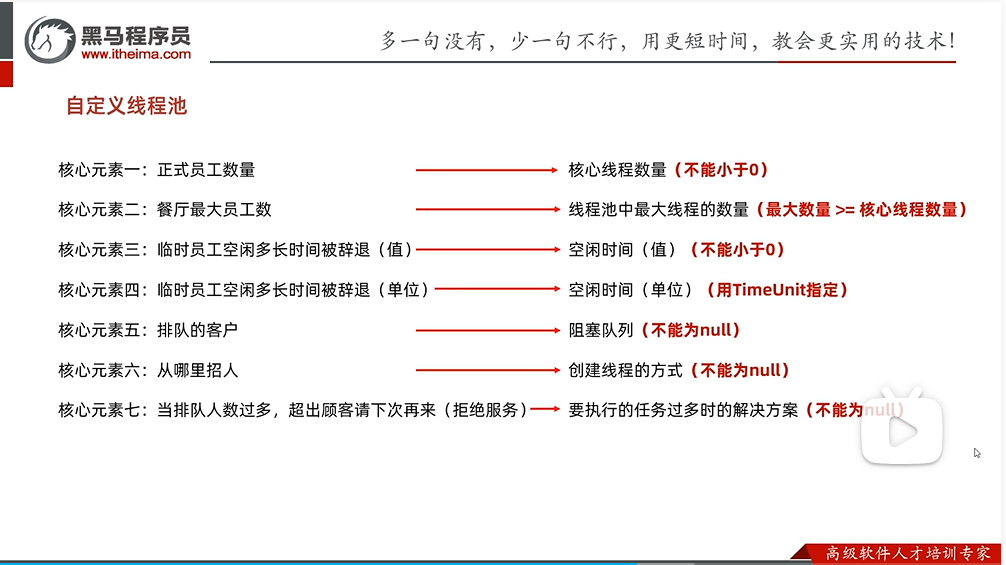 黑马程序员
www.itheima.com
多一句没有，少一句不行，用更短时间，教会更实用的技术！
自定义线程池
核心元素一：正式员工数量 核心线程数量（不能小于0）
核心元素二：餐厅最大员工数 线程池中最大线程的数量（最大数量 >= 核心线程数量）
核心元素三：临时员工空闲多长时间被辞退（值） 空闲时间（值）（不能小于0）
核心元素四：临时员工空闲多长时间被辞退（单位） 空闲时间（单位）（用TimeUnit指定）
核心元素五：排队的客户 阻塞队列（不能为null）
核心元素六：从哪里招人 创建线程的方式（不能为null）
核心元素七：当排队人数过多，超出顾客请下次再来（拒绝服务） 要执行的任务过多时的解决方案（不能为null）
高级软件人才培训专家